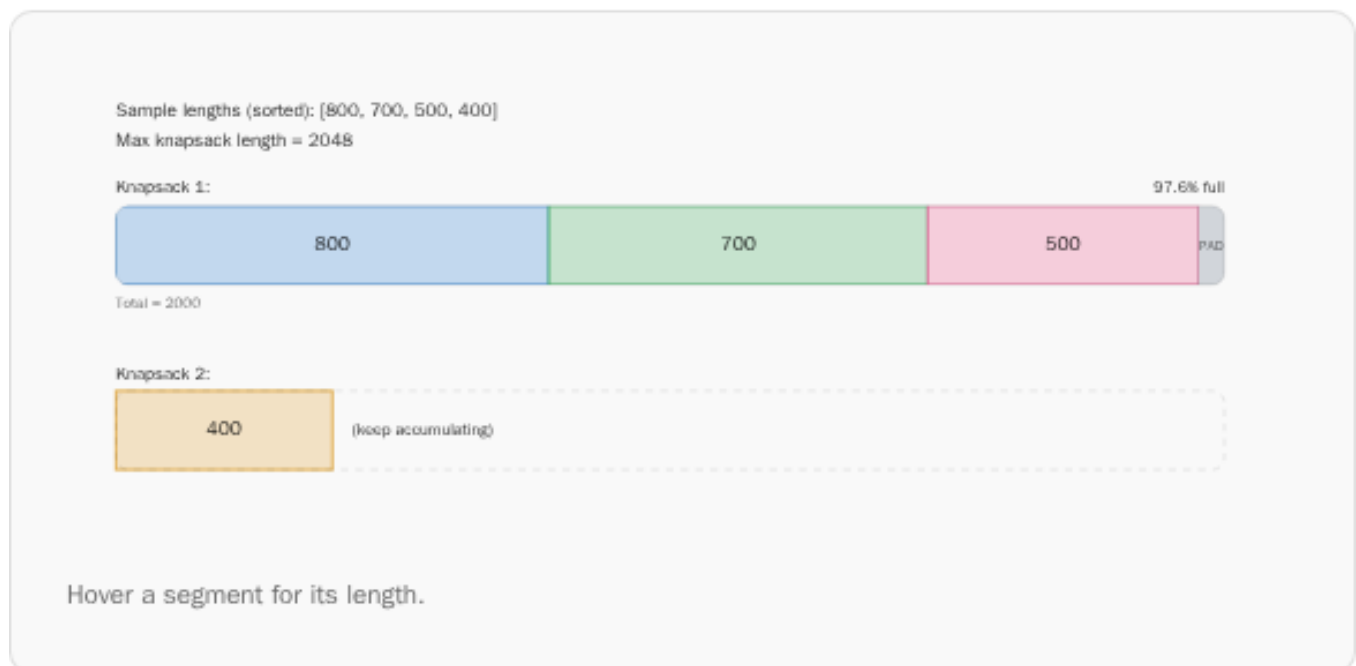 Sample lengths (sorted): [800, 700, 500, 400]
Max knapsack length = 2048
Knapsack 1:
97.6% full
800
700
500
PAD
Total = 2000
Knapsack 2:
400
(keep accumulating)
Hover a segment for its length.